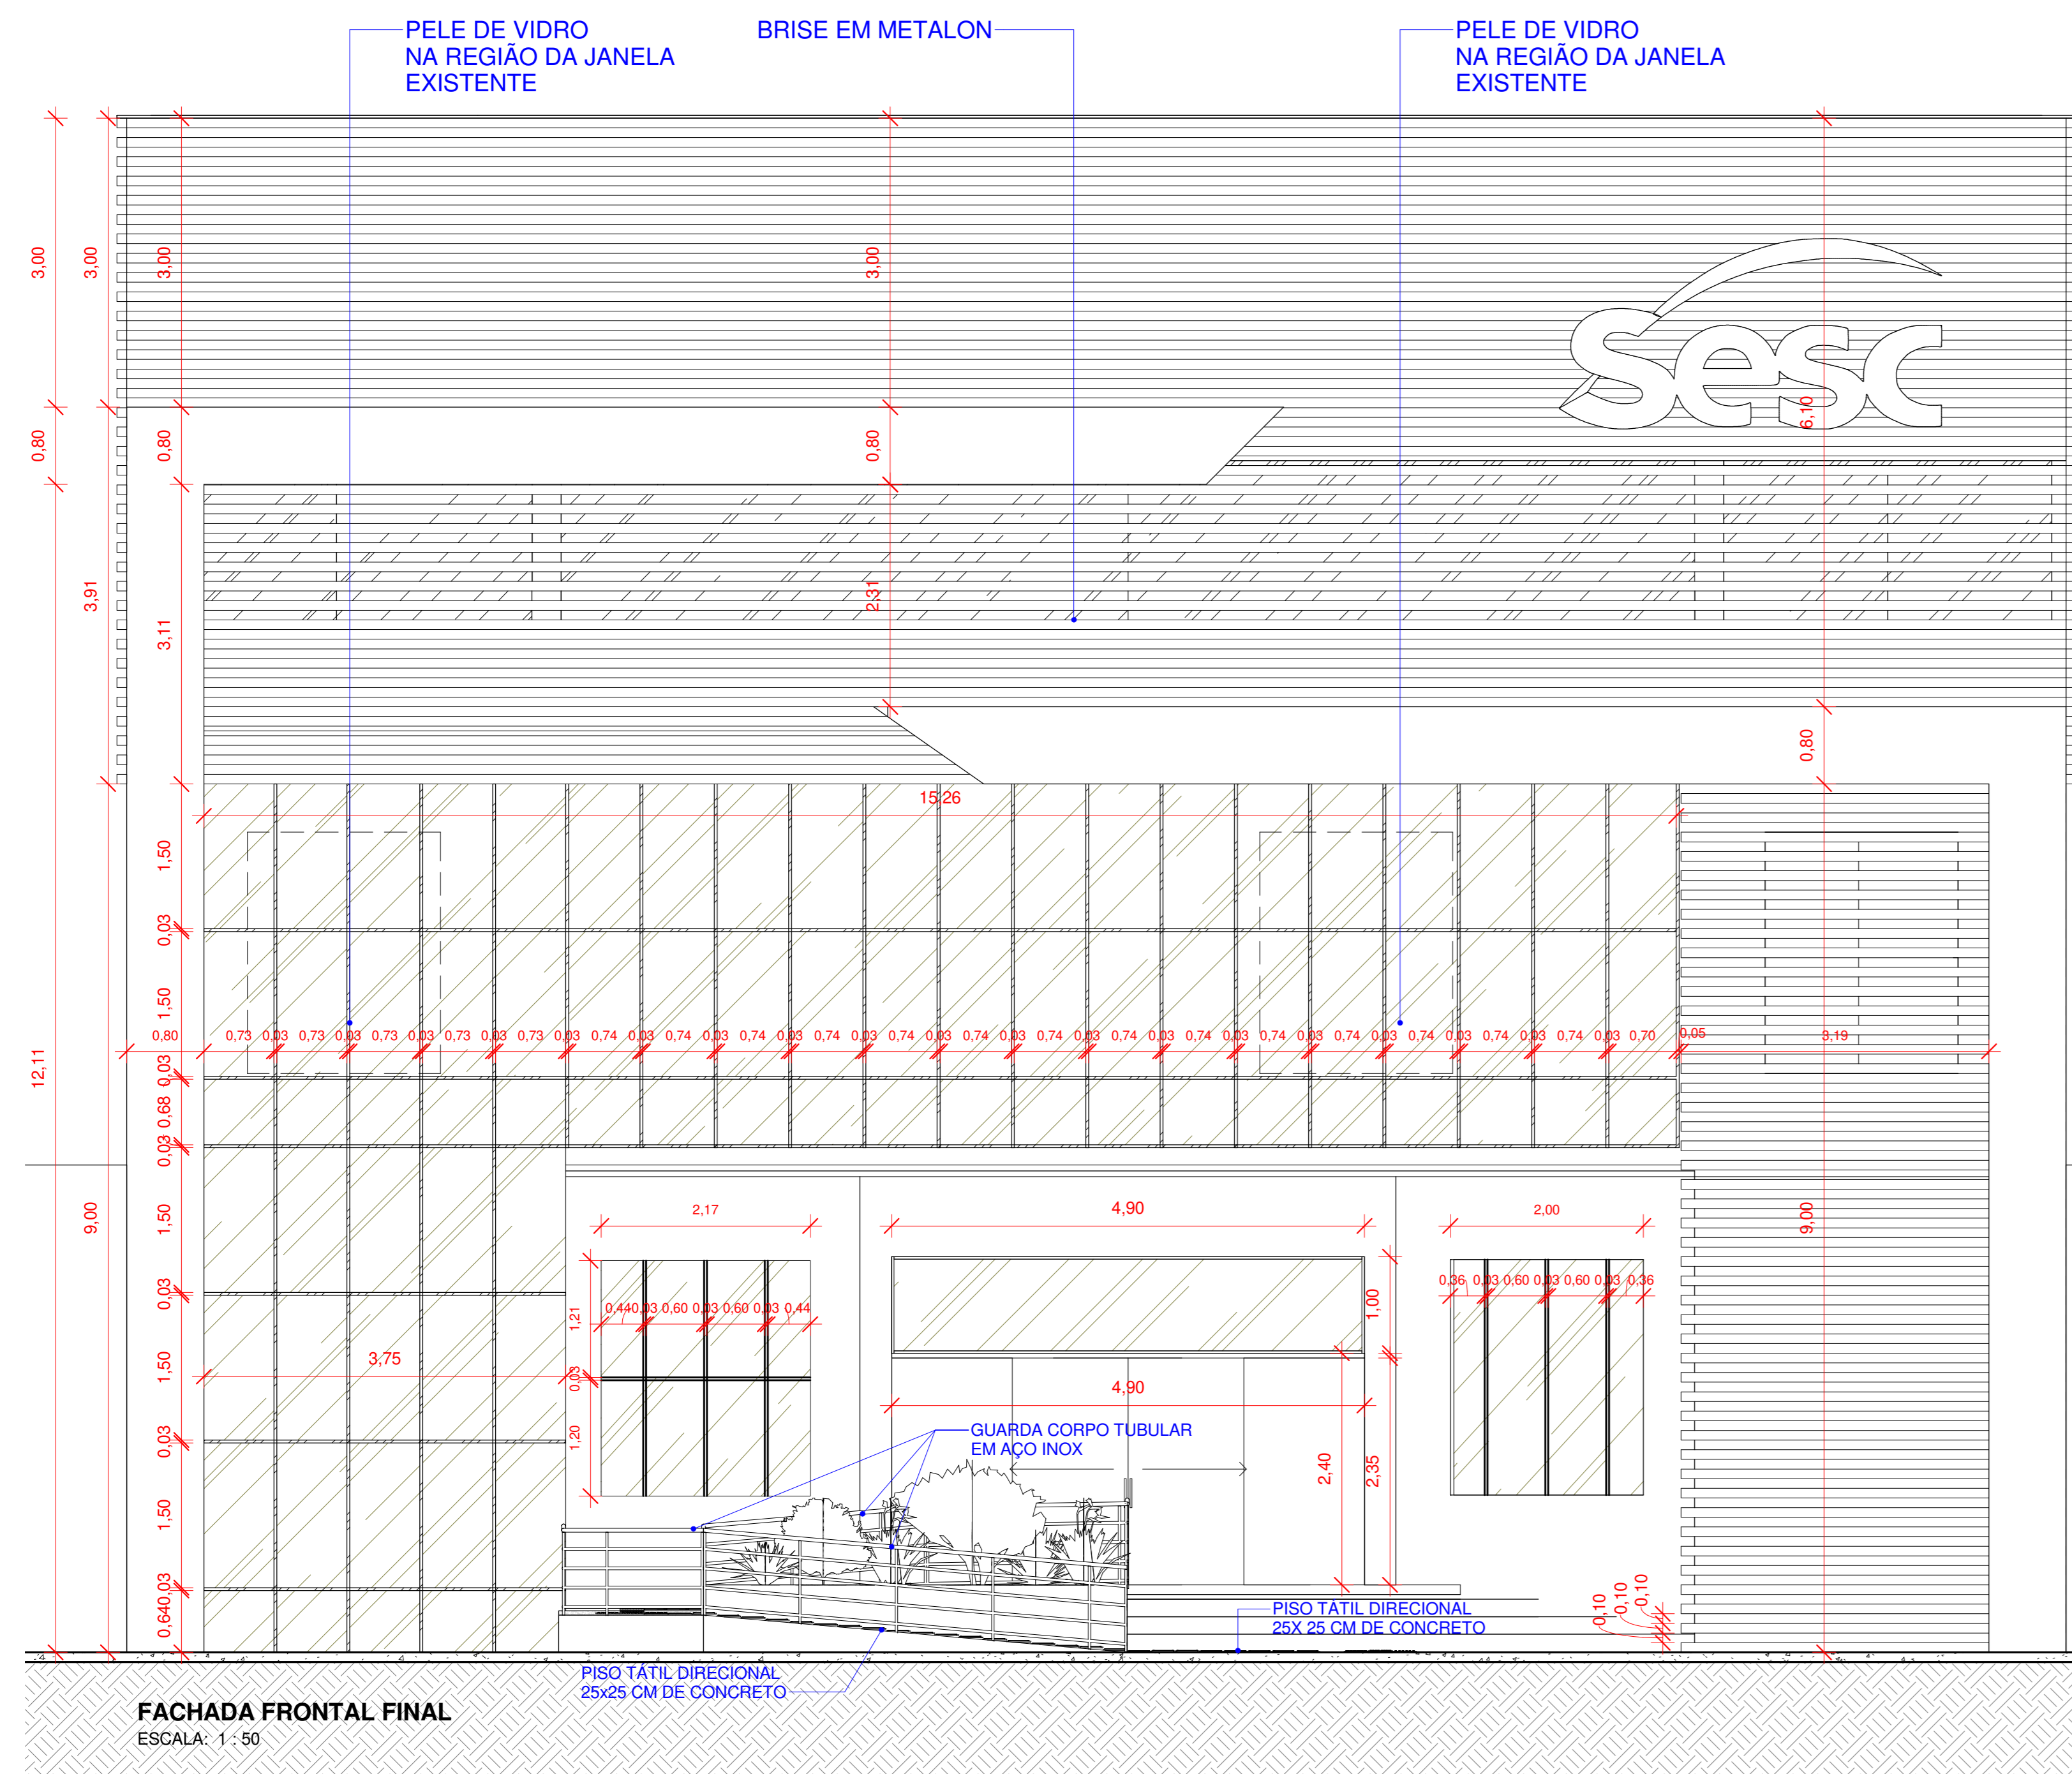 PELE DE VIDRO
NA REGIÃO DA JANELA
EXISTENTE
BRISE EM METALON
PELE DE VIDRO
NA REGIÃO DA JANELA
EXISTENTE
3,00
3,00
3,00
3,00
sesc
6,10
0,80
0,80
0,80
3,91
3,11
2,31
0,80
15,26
1,50
0,03
1,50
0,80 0,73 0,03 0,73 0,03 0,73 0,03 0,73 0,03 0,73 0,03 0,74 0,03 0,74 0,03 0,74 0,03 0,74 0,03 0,74 0,03 0,74 0,03 0,74 0,03 0,74 0,03 0,74 0,03 0,74 0,03 0,74 0,03 0,74 0,03 0,74 0,03 0,74 0,03 0,70 0,05 3,19
12,11
0,03
0,68
0,03
9,00
1,50
2,17
4,90
2,00
9,00
0,03
1,21
0,44 0,03 0,60 0,03 0,60 0,03 0,44
1,00
0,36 0,03 0,60 0,03 0,60 0,03 0,36
1,50
3,75
0,03
4,90
0,03
1,20
GUARDA CORPO TUBULAR
EM AÇO INOX
2,40
2,35
1,50
0,03
0,64
PISO TÁTIL DIRECIONAL
25X 25 CM DE CONCRETO
0,10
0,10
0,10
PISO TÁTIL DIRECIONAL
25x25 CM DE CONCRETO
FACHADA FRONTAL FINAL
ESCALA: 1 : 50